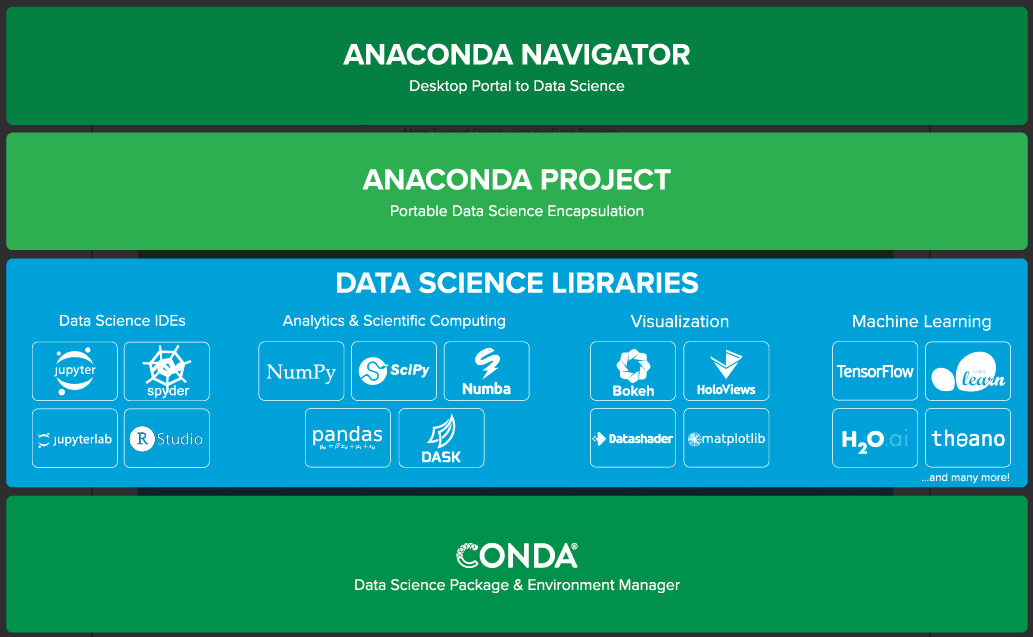 ANACONDA NAVIGATOR
Desktop Portal to Data Science
ANACONDA PROJECT
Portable Data Science Encapsulation
DATA SCIENCE LIBRARIES
Data Science IDEs
jupyter
spyder
jupyterlab
R Studio
Analytics & Scientific Computing
NumPy
SciPy
Numba
pandas
DASK
Visualization
Bokeh
HoloViews
Datashader
matplotlib
Machine Learning
TensorFlow
learn
H2O.ai
theano
...and many more!
CONDA®
Data Science Package & Environment Manager